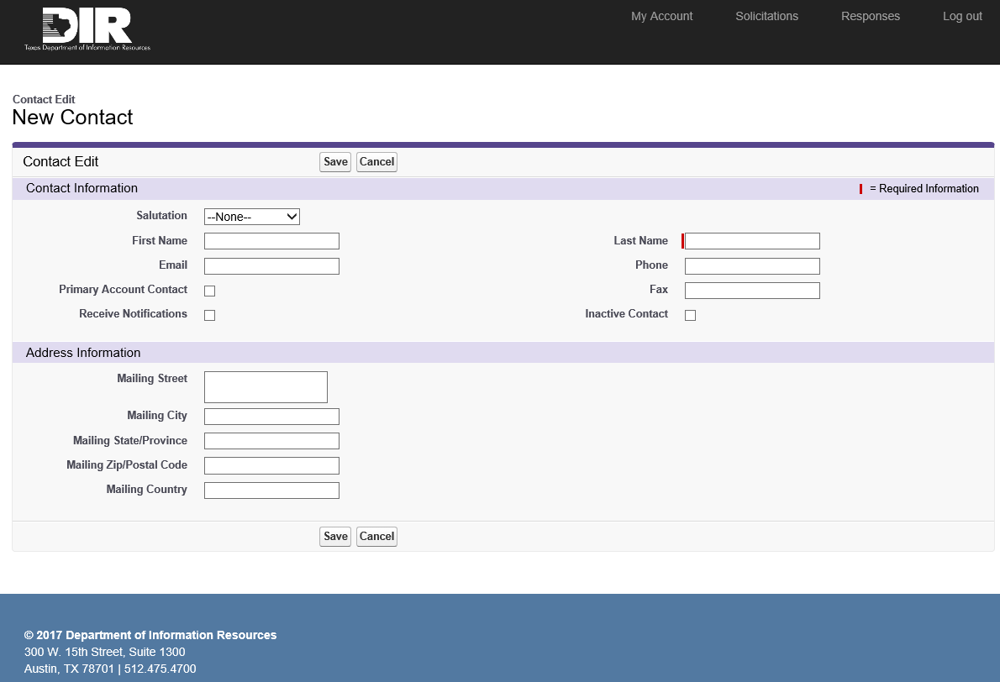 DIR
Texas Department of Information Resources
My Account Solicitations Responses Log out
Contact Edit
New Contact
Contact Edit Save Cancel
Contact Information = Required Information
Salutation --None--
First Name Last Name
Email Phone
Primary Account Contact Fax
Receive Notifications Inactive Contact
Address Information
Mailing Street
Mailing City
Mailing State/Province
Mailing Zip/Postal Code
Mailing Country
Save Cancel
© 2017 Department of Information Resources
300 W. 15th Street, Suite 1300
Austin, TX 78701 | 512.475.4700